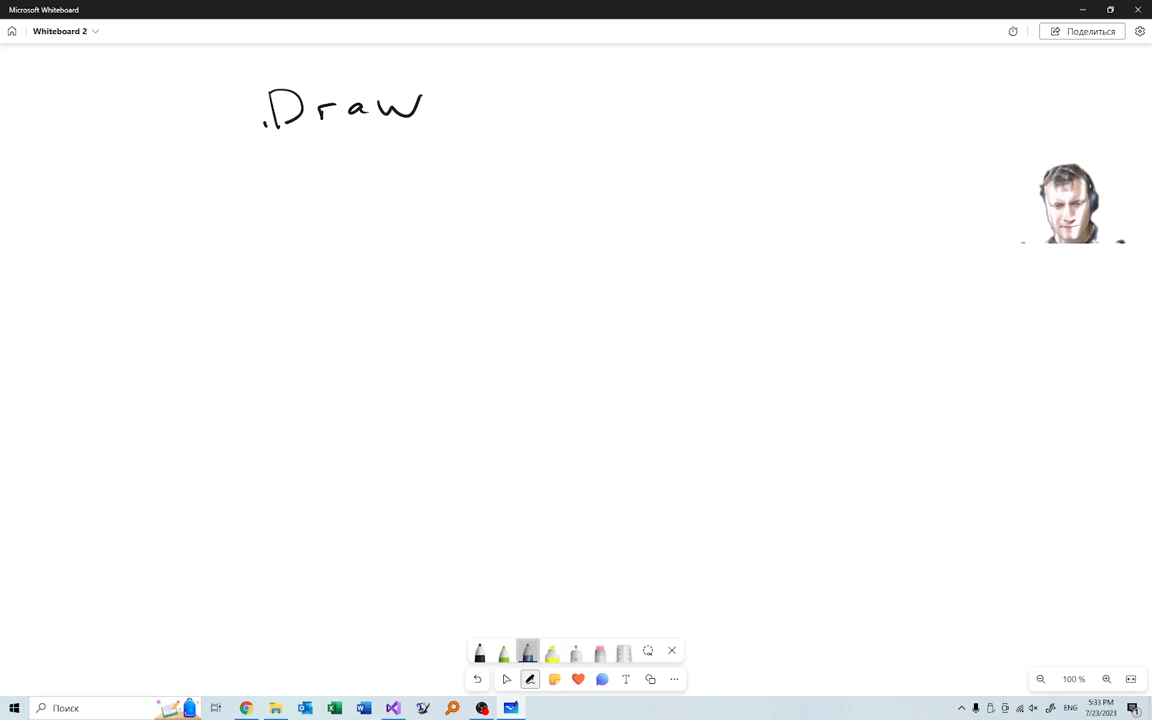 Microsoft Whiteboard
Whiteboard 2
Поделиться
.Draw
100 %
Поиск
ENG
5:33 PM
7/23/2023